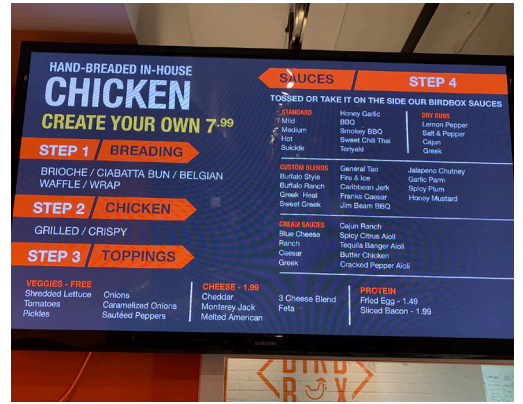 HAND-BREADED IN-HOUSE
CHICKEN
CREATE YOUR OWN 7.99
STEP 1 / BREADING
BRIOCHE / CIABATTA BUN / BELGIAN
WAFFLE / WRAP
STEP 2 / CHICKEN
GRILLED / CRISPY
STEP 3 / TOPPINGS
VEGGIES - FREE
Shredded Lettuce
Tomatoes
Pickles
Onions
Caramelized Onions
Sautéed Peppers
CHEESE - 1.99
Cheddar
Monterey Jack
Melted American
3 Cheese Blend
Feta
PROTEIN
Fried Egg - 1.49
Sliced Bacon - 1.99
SAUCES / STEP 4
TOSSED OR TAKE IT ON THE SIDE OUR BIRDBOX SAUCES
STANDARD
Mild
Medium
Hot
Suicide
Honey Garlic
BBQ
Smokey BBQ
Sweet Chili Thai
Teriyaki
DRY RUBS
Lemon Pepper
Salt & Pepper
Cajun
Greek
CUSTOM BLENDS
Buffalo Style
Buffalo Ranch
Greek Heat
Sweet Greek
General Tao
Fire & Ice
Caribbean Jerk
Franks Caesar
Jim Beam BBQ
Jalapeno Chutney
Garlic Parm
Spicy Plum
Honey Mustard
CREAM SAUCES
Blue Cheese
Ranch
Caesar
Greek
Cajun Ranch
Spicy Citrus Aioli
Tequila Banger Aioli
Butter Chicken
Cracked Pepper Aioli
SAMSUNG
BIRD
BOX